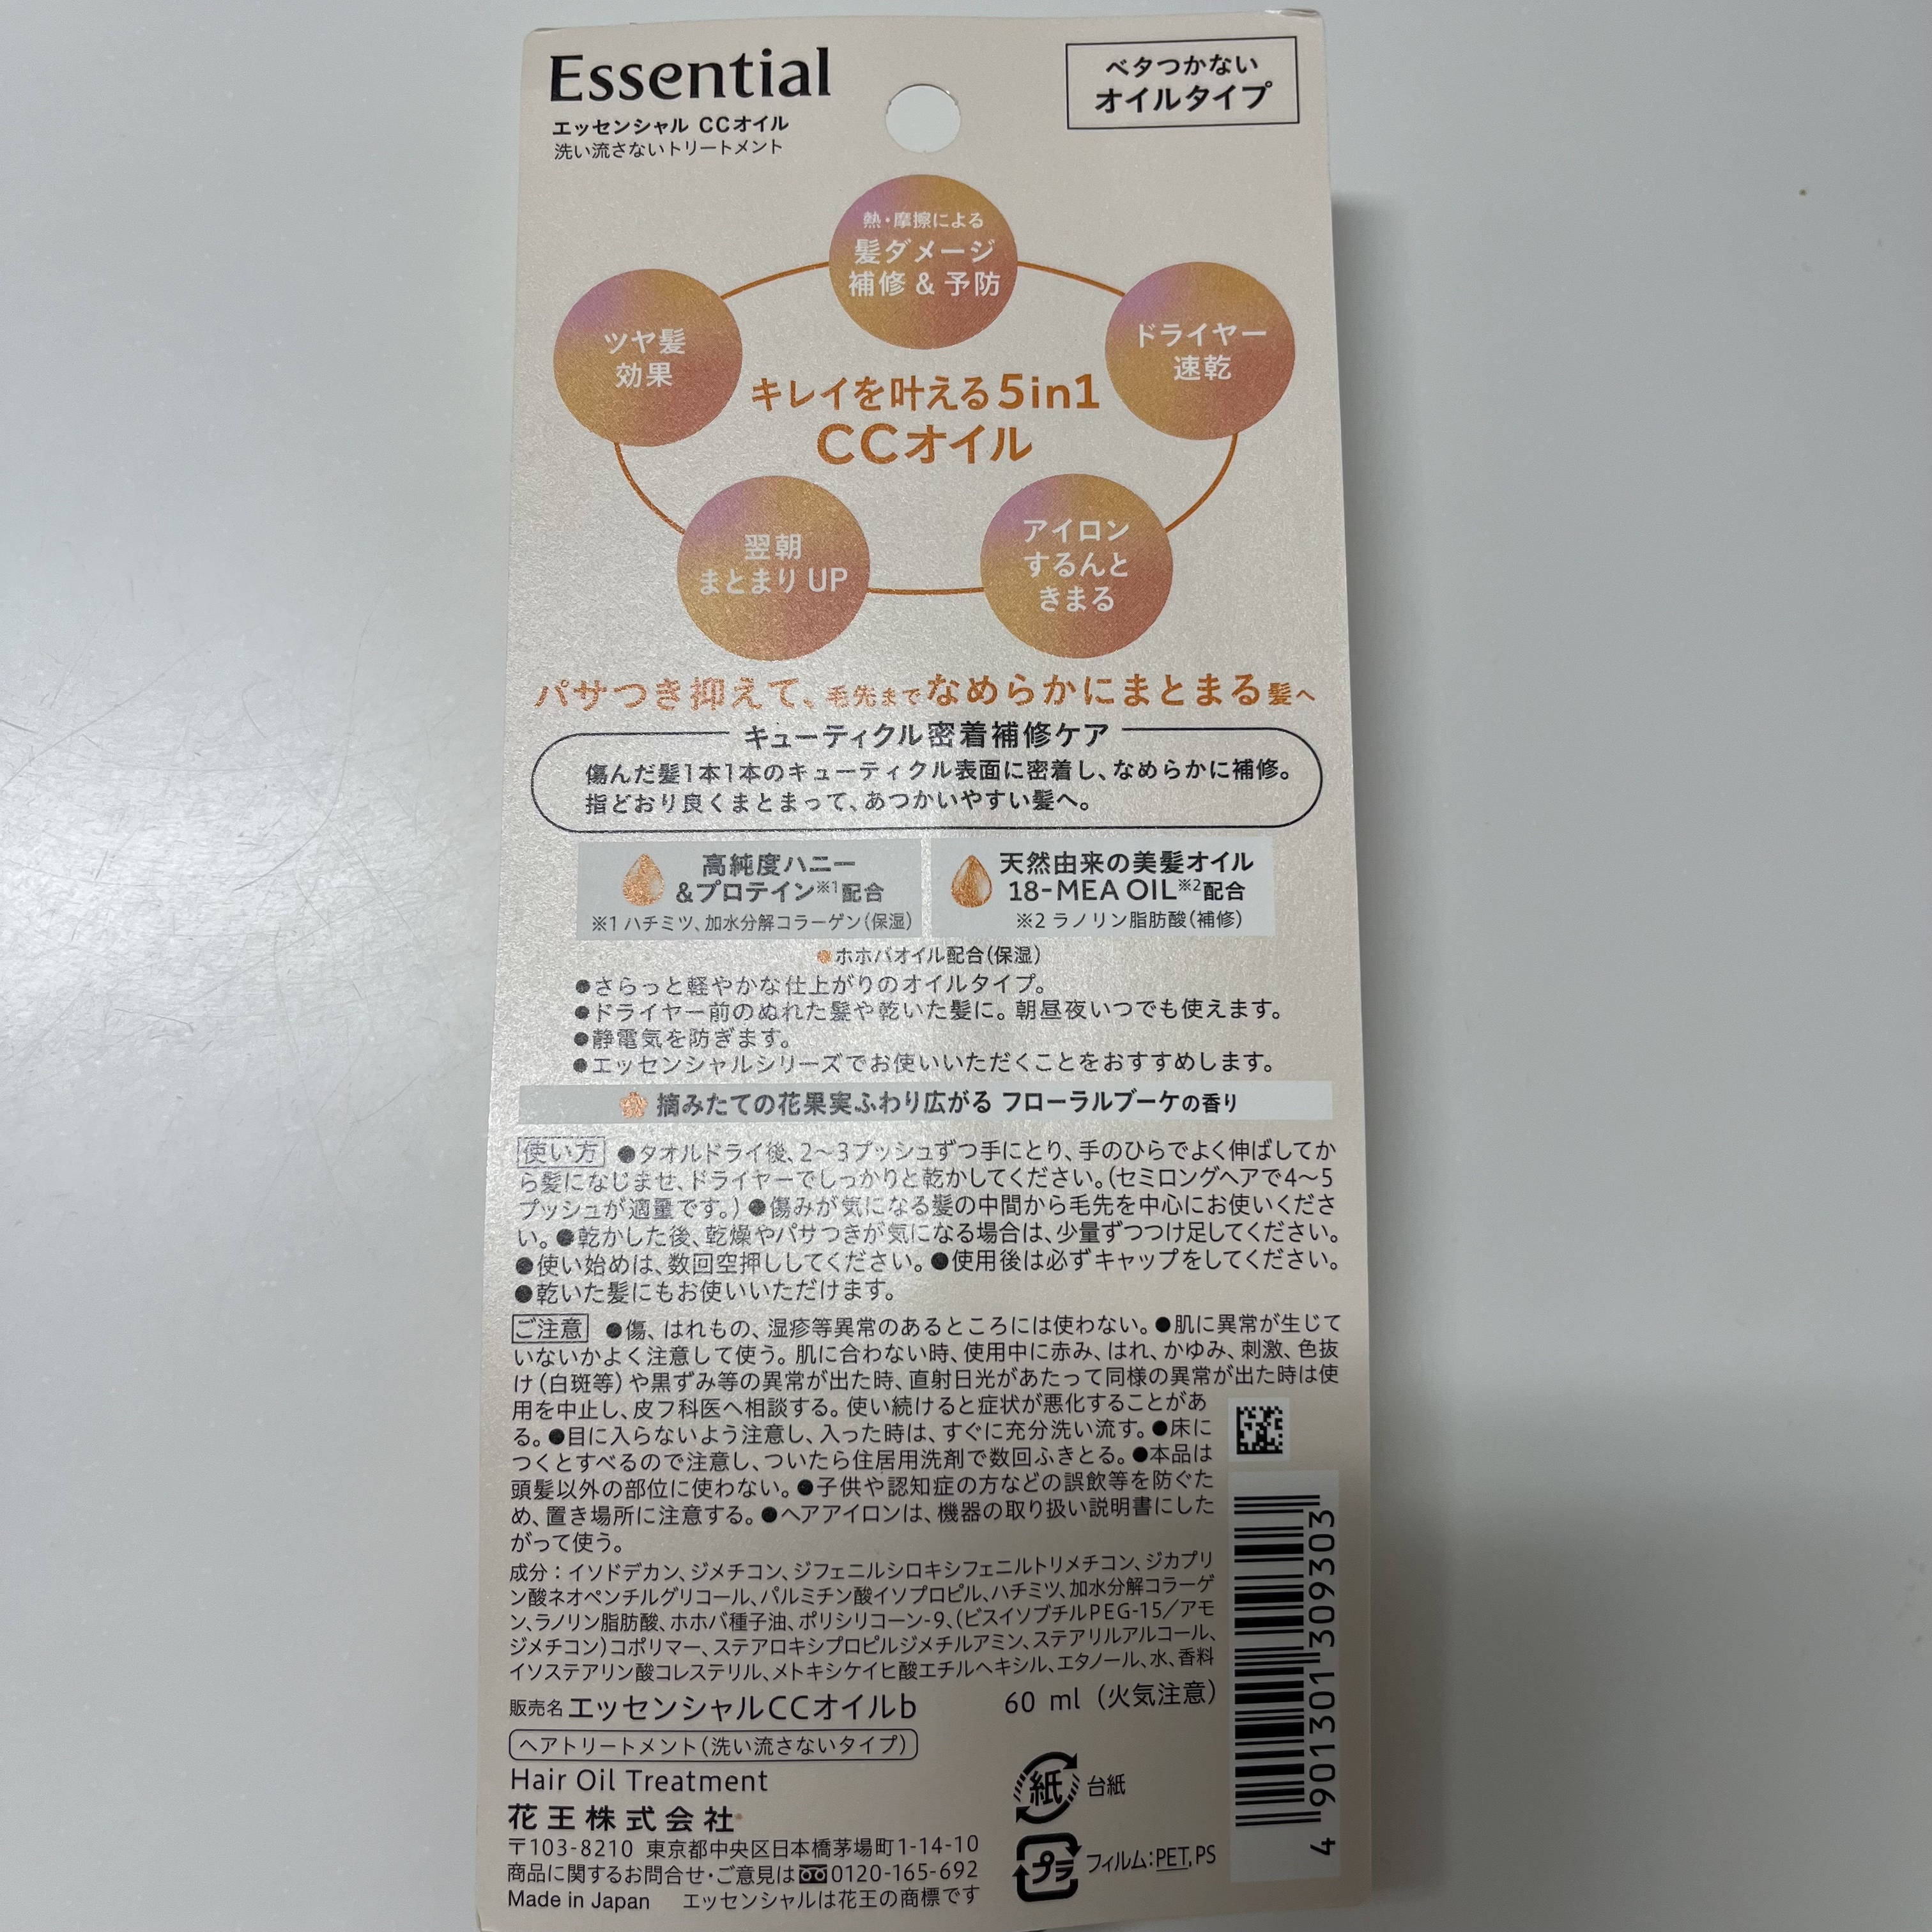 Essential
エッセンシャル CCオイル
洗い流さないトリートメント
ベタつかない
オイルタイプ
熱・摩擦による
髪ダメージ
補修 & 予防
ツヤ髪
効果
ドライヤー
速乾
キレイを叶える5in1
CCオイル
翌朝
まとまり UP
アイロン
するんと
きまる
パサつき抑えて、毛先までなめらかにまとまる髪へ
キューティクル密着補修ケア
傷んだ髪1本1本のキューティクル表面に密着し、なめらかに補修。
指どおり良くまとまって、あつかいやすい髪へ。
高純度ハニー
&プロテイン※1配合
※1 ハチミツ、加水分解コラーゲン(保湿)
天然由来の美髪オイル
18-MEA OIL※2配合
※2 ラノリン脂肪酸(補修)
●ホホバオイル配合(保湿)
●さらっと軽やかな仕上がりのオイルタイプ。
●ドライヤー前のぬれた髪や乾いた髪に。朝昼夜いつでも使えます。
●静電気を防ぎます。
●エッセンシャルシリーズでお使いいただくことをおすすめします。
摘みたての花果実ふわり広がる フローラルブーケの香り
使い方 ●タオルドライ後、2〜3プッシュずつ手にとり、手のひらでよく伸ばしてか
ら髪になじませ、ドライヤーでしっかりと乾かしてください。(セミロングヘアで4〜5
プッシュが適量です。)●傷みが気になる髪の中間から毛先を中心にお使いくださ
い。●乾かした後、乾燥やパサつきが気になる場合は、少量ずつつけ足してください。
●使い始めは、数回空押ししてください。●使用後は必ずキャップをしてください。
●乾いた髪にもお使いいただけます。
ご注意 ●傷、はれもの、湿疹等異常のあるところには使わない。●肌に異常が生じて
いないかよく注意して使う。肌に合わない時、使用中に赤み、はれ、かゆみ、刺激、色抜
け(白斑等)や黒ずみ等の異常が出た時、直射日光があたって同様の異常が出た時は使
用を中止し、皮フ科医へ相談する。使い続けると症状が悪化することがあ
る。●目に入らないよう注意し、入った時は、すぐに充分洗い流す。●床に
つくとすべるので注意し、ついたら住居用洗剤で数回ふきとる。●本品は
頭髪以外の部位に使わない。●子供や認知症の方などの誤飲等を防ぐた
め、置き場所に注意する。●ヘアアイロンは、機器の取り扱い説明書にした
がって使う。
成分：イソドデカン、ジメチコン、ジフェニルシロキシフェニルトリメチコン、ジカプリ
ン酸ネオペンチルグリコール、パルミチン酸イソプロピル、ハチミツ、加水分解コラーゲ
ン、ラノリン脂肪酸、ホホバ種子油、ポリシリコーン-9、(ビスイソブチルPEG-15／アモ
ジメチコン)コポリマー、ステアロキシプロピルジメチルアミン、ステアリルアルコール、
イソステアリン酸コレステリル、メトキシケイヒ酸エチルヘキシル、エタノール、水、香料
販売名 エッセンシャルCCオイルb
60 ml (火気注意)
ヘアトリートメント(洗い流さないタイプ)
Hair Oil Treatment
花王株式会社
〒103-8210 東京都中央区日本橋茅場町1-14-10
商品に関するお問合せ・ご意見は 0120-165-692
Made in Japan エッセンシャルは花王の商標です
紙 台紙
プラ フィルム:PET, PS
4 901301 309303